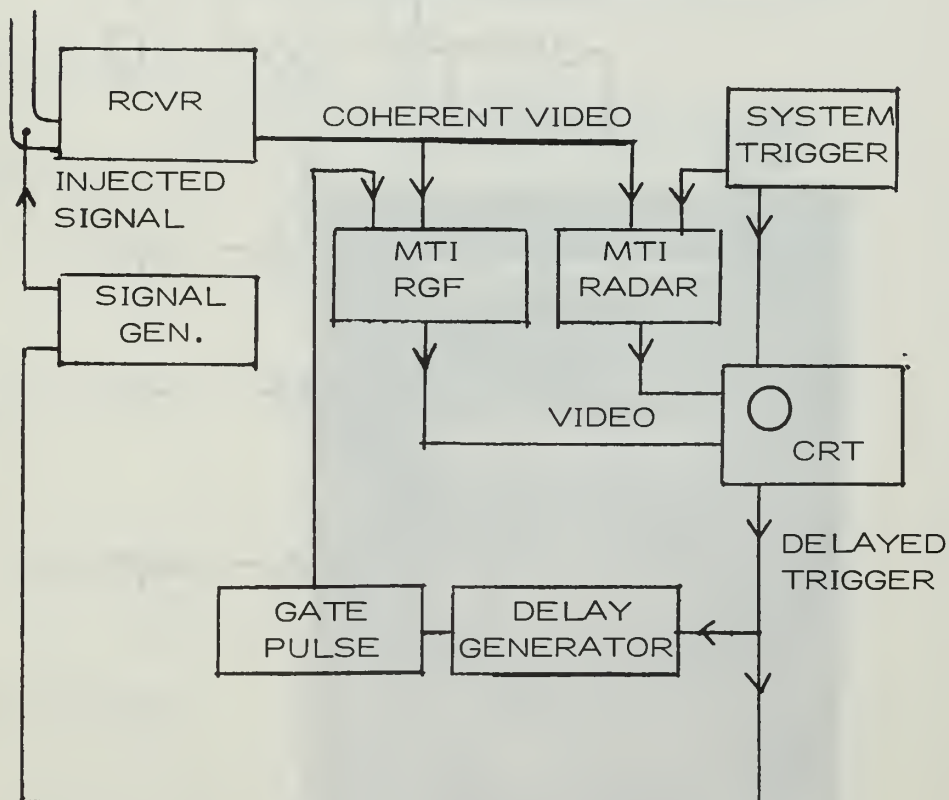 RCVR
COHERENT VIDEO
SYSTEM
TRIGGER
INJECTED
SIGNAL
MTI
RGF
MTI
RADAR
SIGNAL
GEN.
VIDEO
CRT
DELAYED
TRIGGER
GATE
PULSE
DELAY
GENERATOR